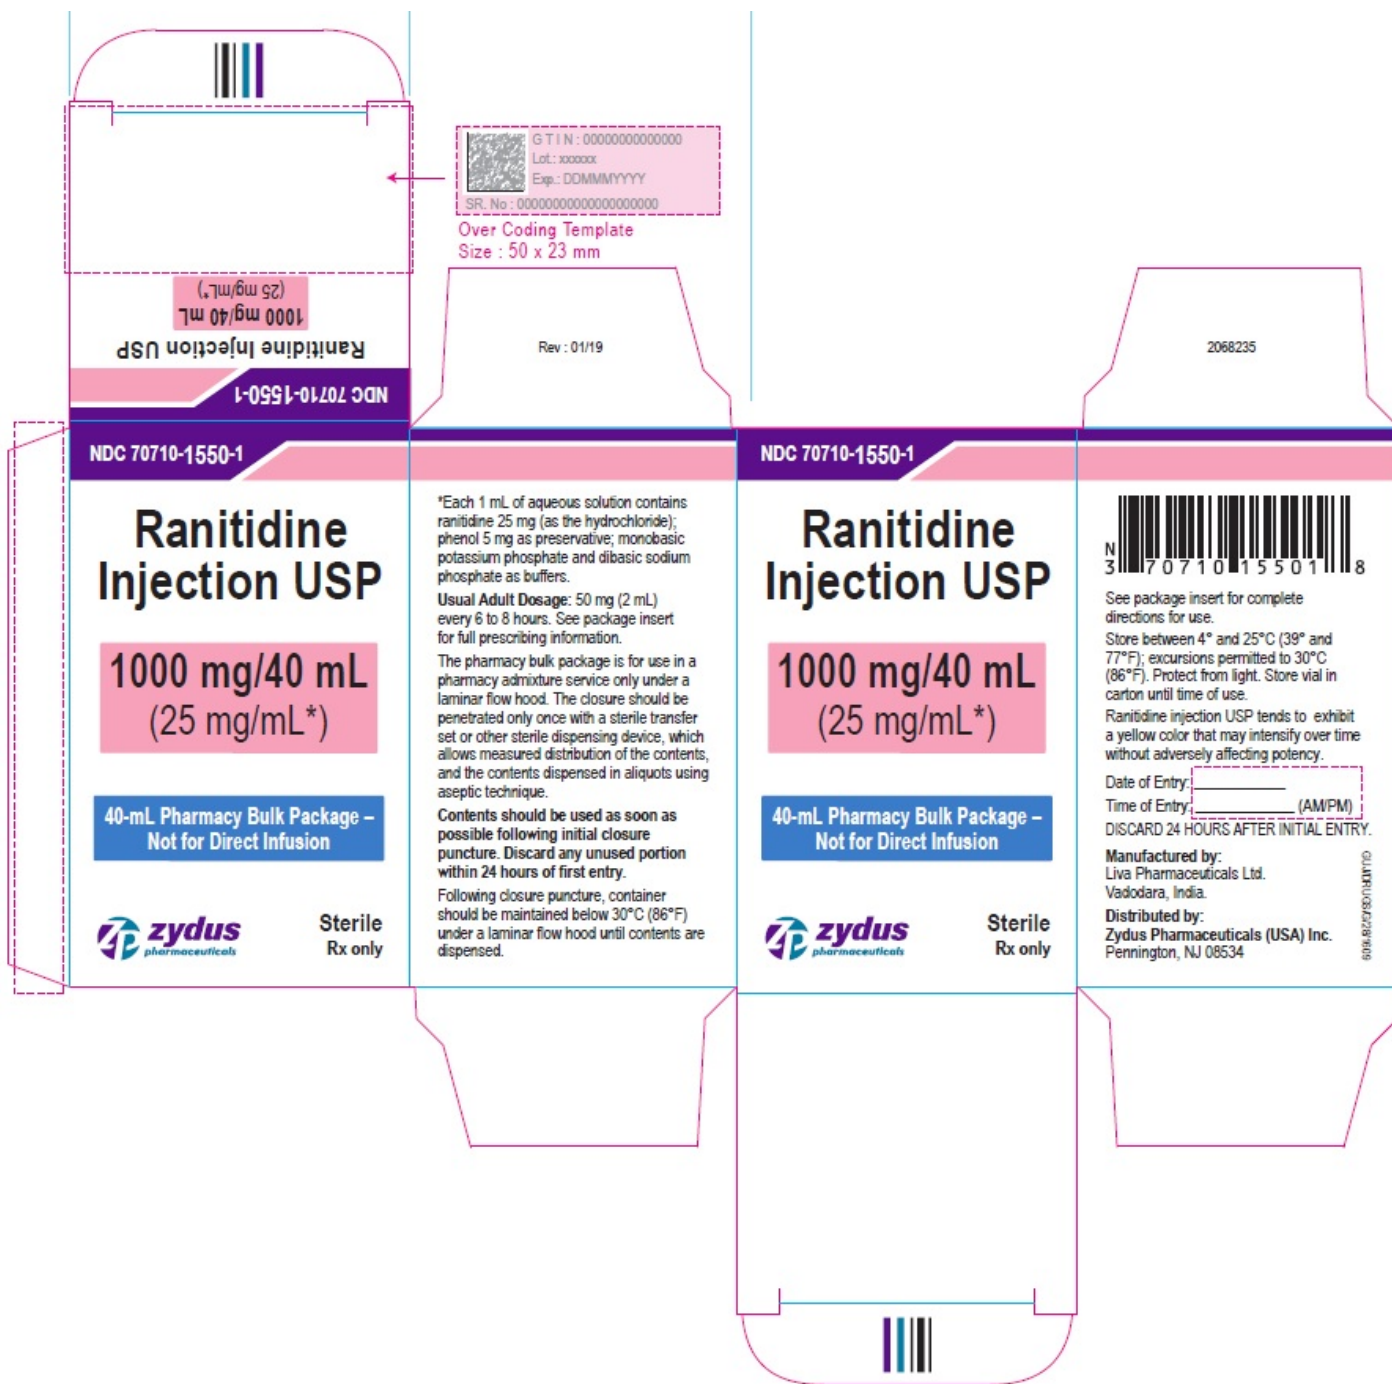 G T I N : 00000000000000
Lot.: xxxxxx
Exp.: DDMMMYYYY
SR. No : 00000000000000000000
Over Coding Template
Size : 50 x 23 mm
NDC 70710-1550-1
Ranitidine Injection USP
1000 mg/40 mL
(25 mg/mL*)
Rev : 01/19
2068235
NDC 70710-1550-1
Ranitidine
Injection USP
1000 mg/40 mL
(25 mg/mL*)
40-mL Pharmacy Bulk Package –
Not for Direct Infusion
zydus
pharmaceuticals
Sterile
Rx only
*Each 1 mL of aqueous solution contains
ranitidine 25 mg (as the hydrochloride);
phenol 5 mg as preservative; monobasic
potassium phosphate and dibasic sodium
phosphate as buffers.
Usual Adult Dosage: 50 mg (2 mL)
every 6 to 8 hours. See package insert
for full prescribing information.
The pharmacy bulk package is for use in a
pharmacy admixture service only under a
laminar flow hood. The closure should be
penetrated only once with a sterile transfer
set or other sterile dispensing device, which
allows measured distribution of the contents,
and the contents dispensed in aliquots using
aseptic technique.
Contents should be used as soon as
possible following initial closure
puncture. Discard any unused portion
within 24 hours of first entry.
Following closure puncture, container
should be maintained below 30°C (86°F)
under a laminar flow hood until contents are
dispensed.
NDC 70710-1550-1
Ranitidine
Injection USP
1000 mg/40 mL
(25 mg/mL*)
40-mL Pharmacy Bulk Package –
Not for Direct Infusion
zydus
pharmaceuticals
Sterile
Rx only
N
3 70710 15501 8
See package insert for complete
directions for use.
Store between 4° and 25°C (39° and
77°F); excursions permitted to 30°C
(86°F). Protect from light. Store vial in
carton until time of use.
Ranitidine injection USP tends to exhibit
a yellow color that may intensify over time
without adversely affecting potency.
Date of Entry:
Time of Entry: (AM/PM)
DISCARD 24 HOURS AFTER INITIAL ENTRY.
Manufactured by:
Liva Pharmaceuticals Ltd.
Vadodara, India.
Distributed by:
Zydus Pharmaceuticals (USA) Inc.
Pennington, NJ 08534